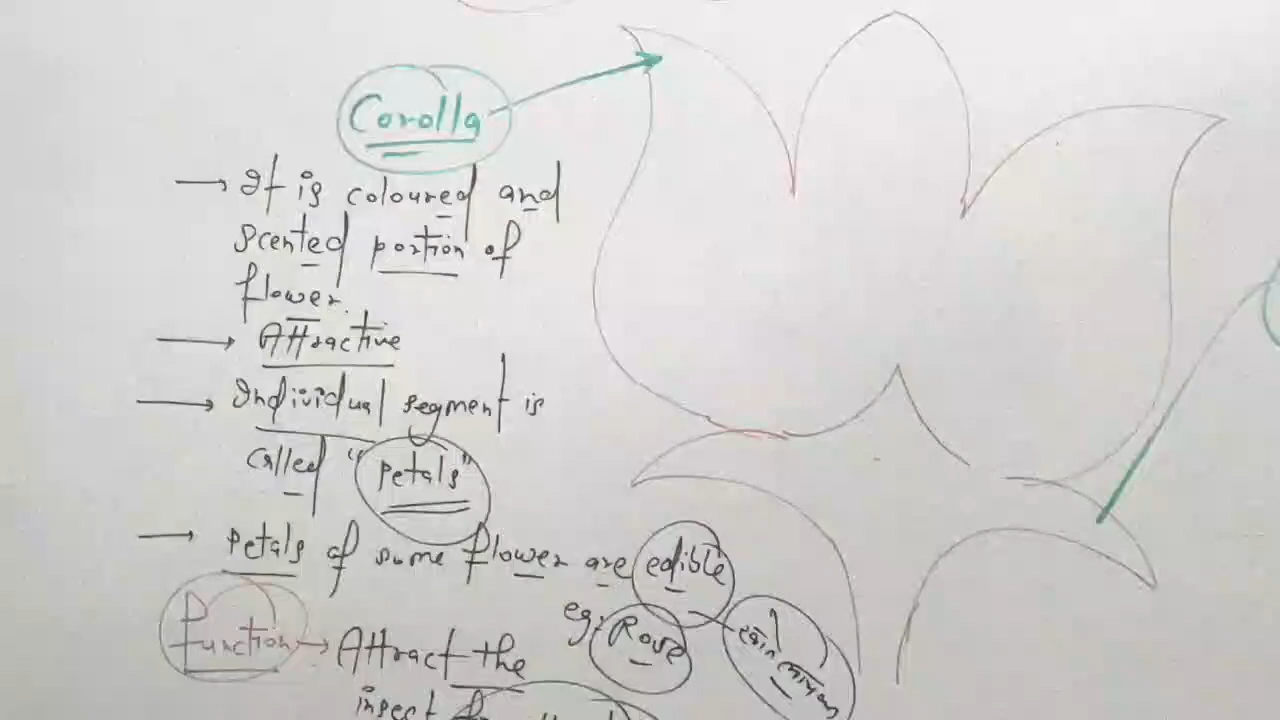 Corolla
→ It is coloured and
scented portion of
flower.
→ Attractive
→ Individual segment is
called "petals"
→ petals of some flower are edible
eg: Rose
function → Attract the
insect